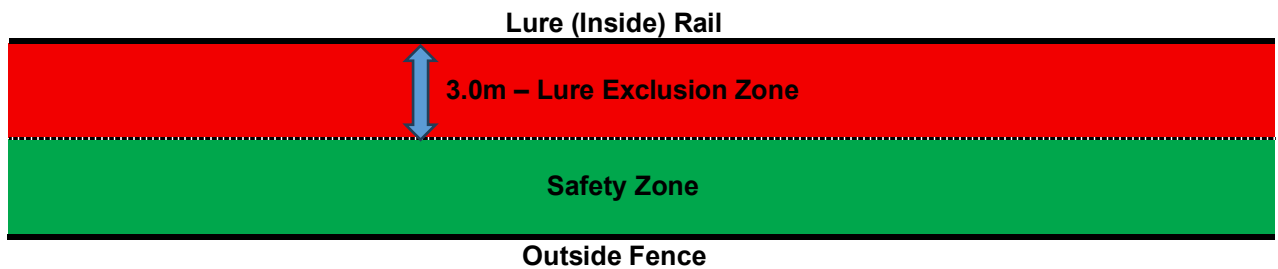 Lure (Inside) Rail
3.0m – Lure Exclusion Zone
Safety Zone
Outside Fence